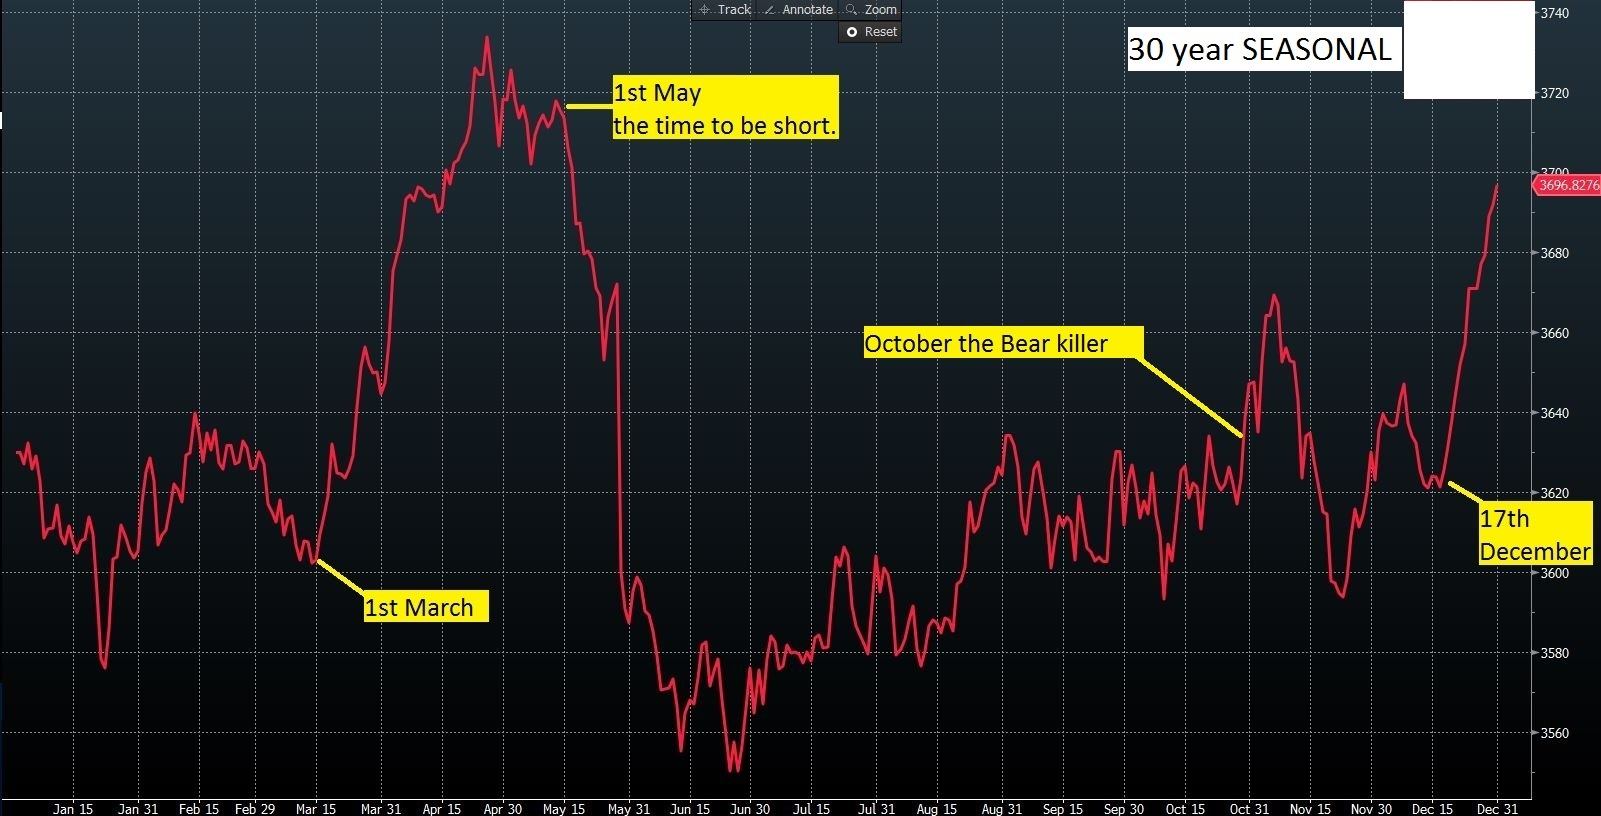 Track Annotate Zoom
Reset
30 year SEASONAL
3740
3720
3700
3696.8276
3680
3660
3640
3620
3600
3580
3560
1st May
the time to be short.
October the Bear killer
17th
December
1st March
Jan 15 Jan 31 Feb 15 Feb 29 Mar 15 Mar 31 Apr 15 Apr 30 May 15 May 31 Jun 15 Jun 30 Jul 15 Jul 31 Aug 15 Aug 31 Sep 15 Sep 30 Oct 15 Oct 31 Nov 15 Nov 30 Dec 15 Dec 31